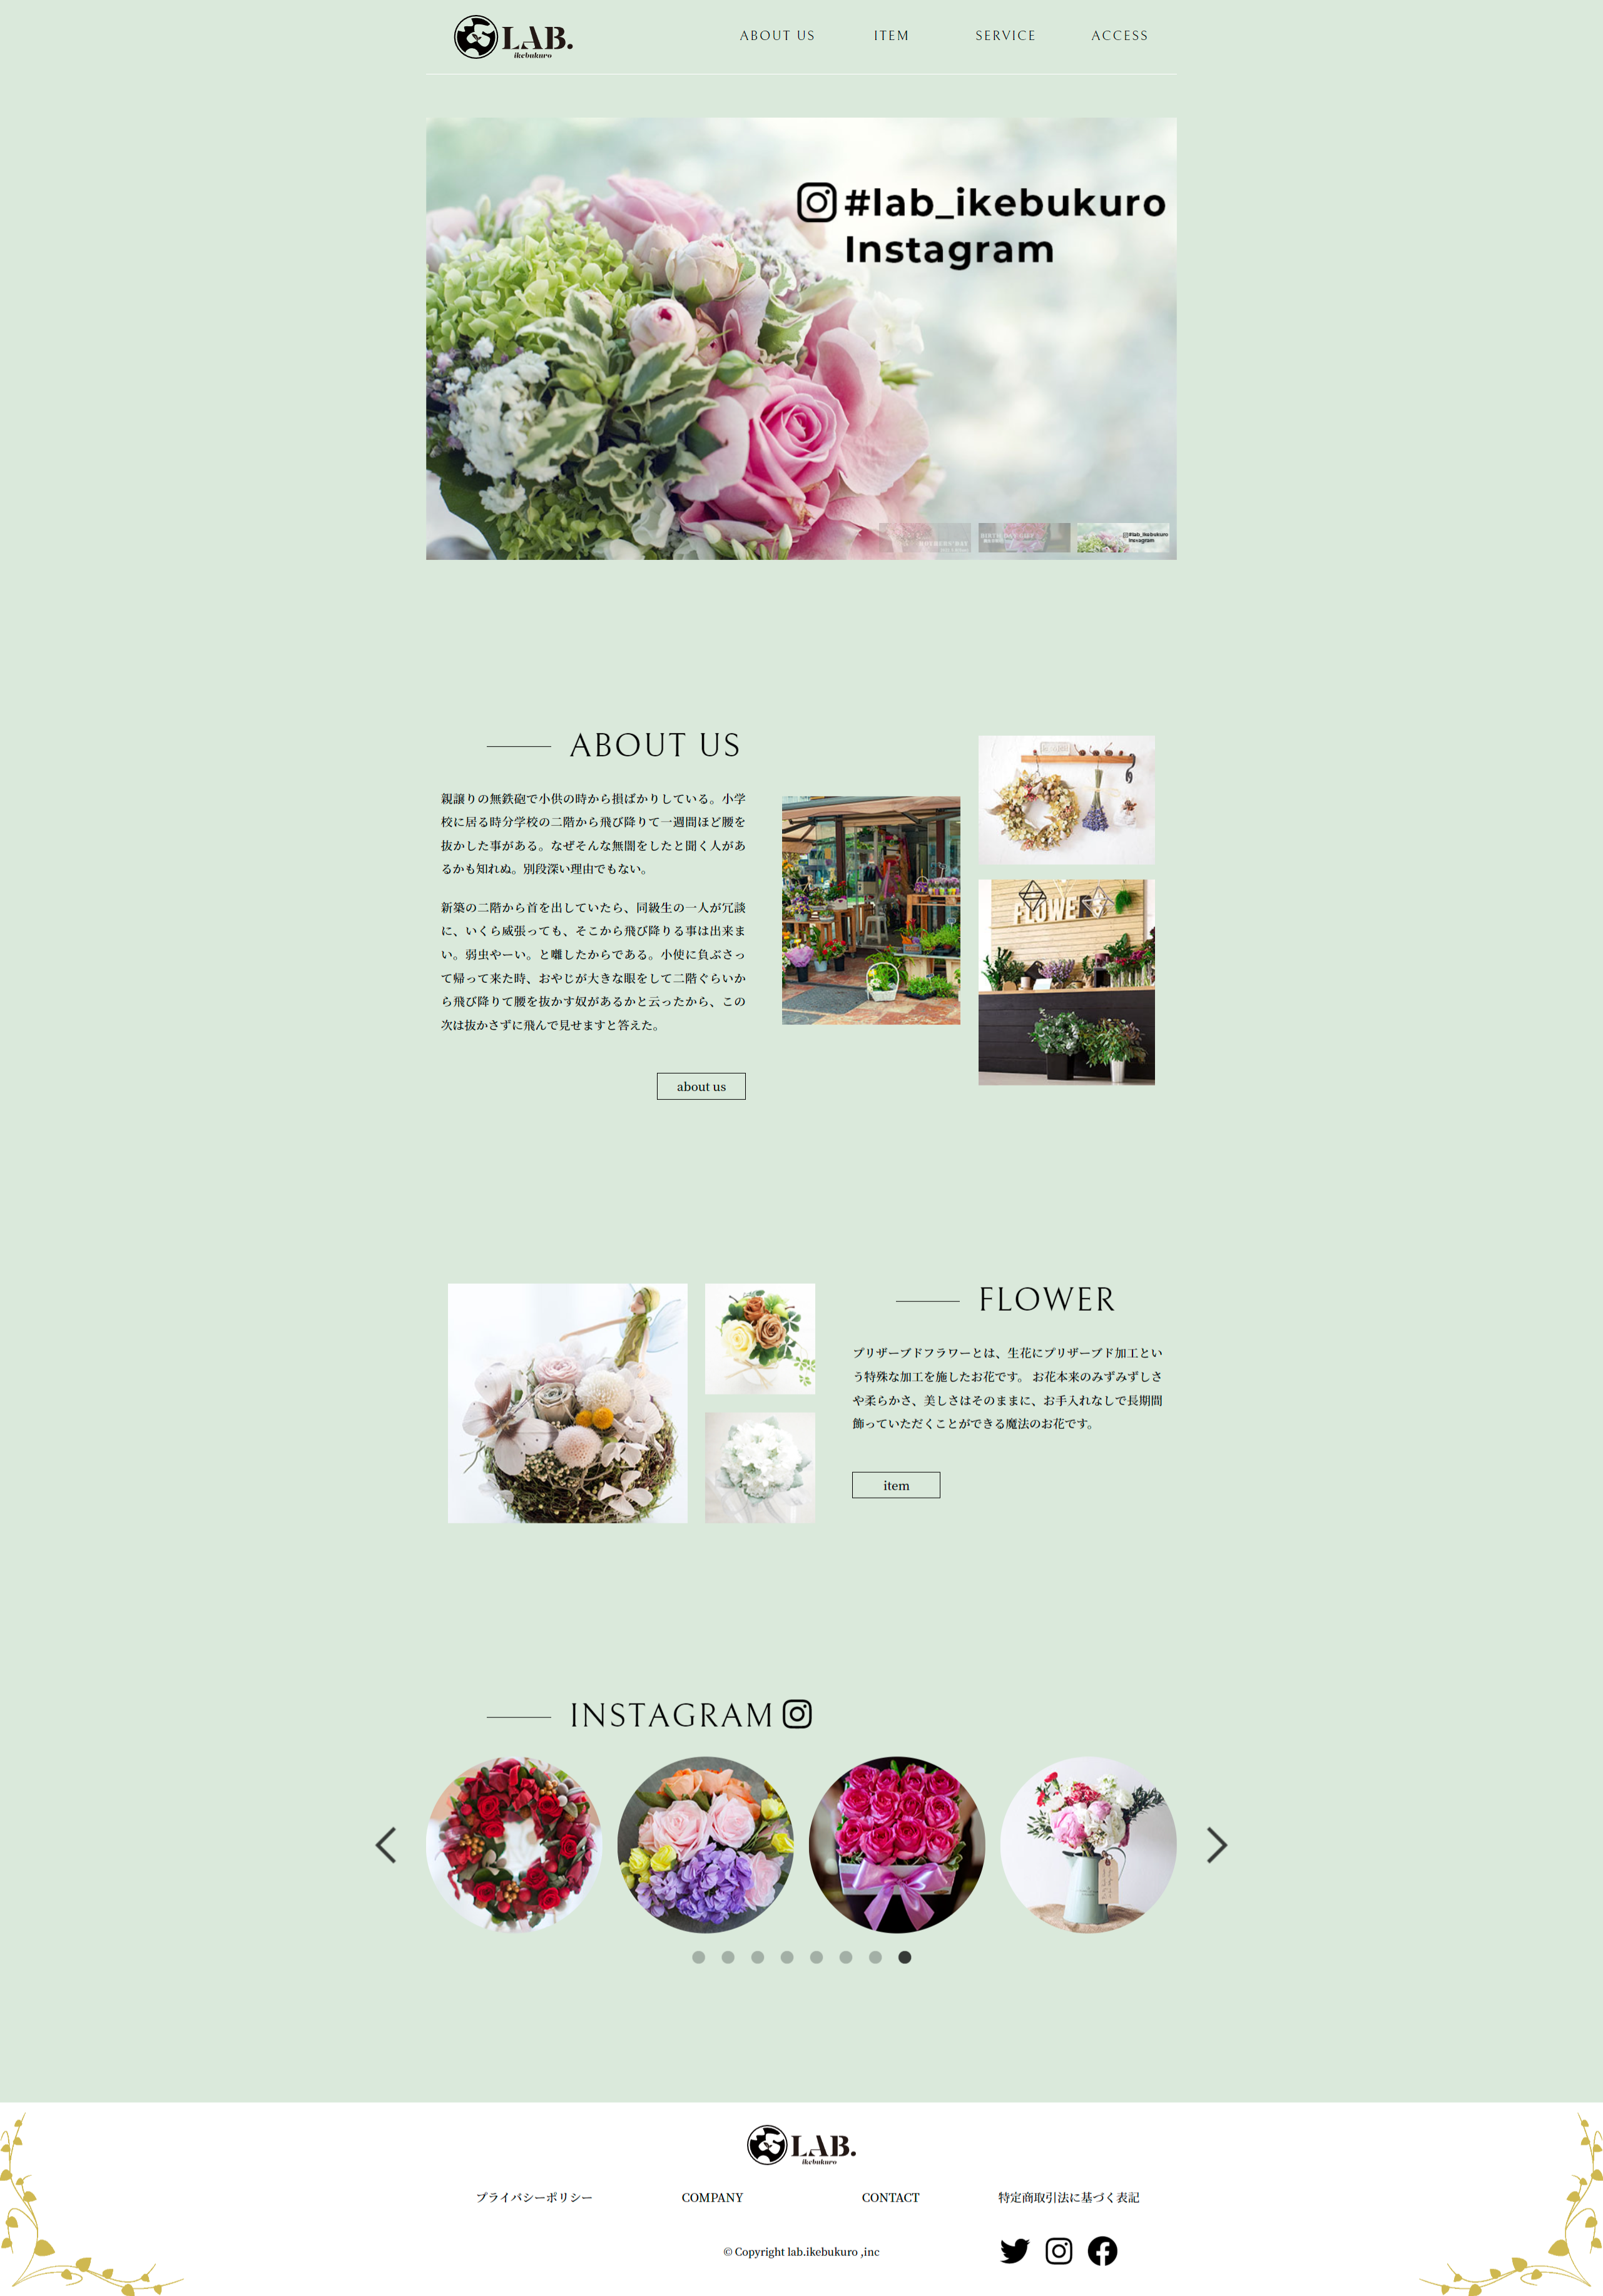 LAB.
ikebukuro
ABOUT US
ITEM
SERVICE
ACCESS
#lab_ikebukuro
Instagram
MOTHER'S DAY
BIRTH DAY GIFT
#lab_ikebukuro
Instagram
ABOUT US
親譲りの無鉄砲で小供の時から損ばかりしている。小学
校に居る時分学校の二階から飛び降りて一週間ほど腰を
抜かした事がある。なぜそんな無闇をしたと聞く人があ
るかも知れぬ。別段深い理由でもない。
新築の二階から首を出していたら、同級生の一人が冗談
に、いくら威張っても、そこから飛び降りる事は出来ま
い。弱虫やーい。と囃したからである。小使に負ぶさっ
て帰って来た時、おやじが大きな眼をして二階ぐらいか
ら飛び降りて腰を抜かす奴があるかと云ったから、この
次は抜かさずに飛んで見せますと答えた。
about us
FLOWE
FLOWER
プリザーブドフラワーとは、生花にプリザーブド加工とい
う特殊な加工を施したお花です。 お花本来のみずみずしさ
や柔らかさ、美しさはそのままに、お手入れなしで長期間
飾っていただくことができる魔法のお花です。
item
INSTAGRAM
LAB.
ikebukuro
プライバシーポリシー
COMPANY
CONTACT
特定商取引法に基づく表記
© Copyright lab.ikebukuro ,inc